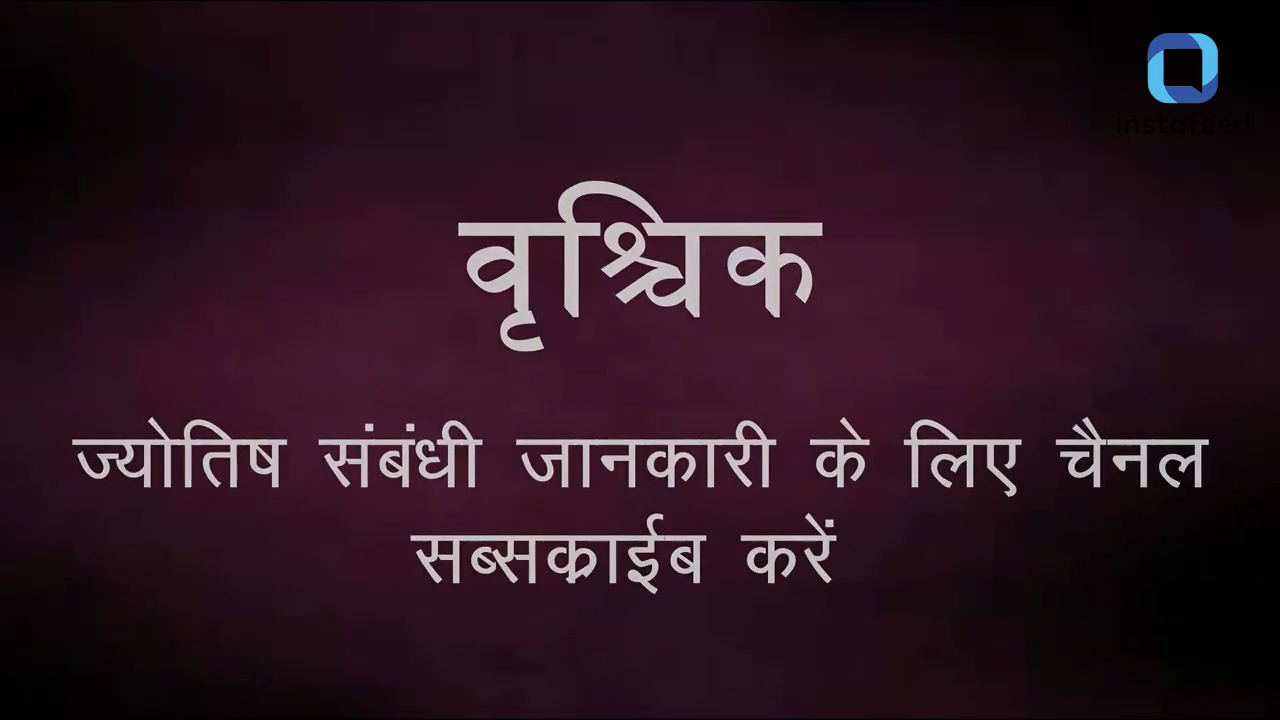 instafeed
वृश्चिक
ज्योतिष संबंधी जानकारी के लिए चैनल
सब्सक्राईब करें